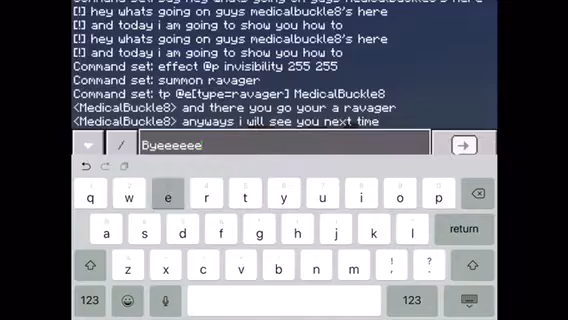 [!] hey whats going on guys medicalbuckle8's here
[!] and today i am going to show you how to
[!] hey whats going on guys medicalbuckle8's here
[!] and today i am going to show you how to
Command set: effect @p invisibility 255 255
Command set: summon ravager
Command set: tp @e[type=ravager] MedicalBuckle8
<MedicalBuckle8> and there you go your a ravager
<MedicalBuckle8> anyways i will see you next time
/ Byeeeeee
q w e r t y u i o p
a s d f g h j k l return
z x c v b n m ! , ? .
123 123